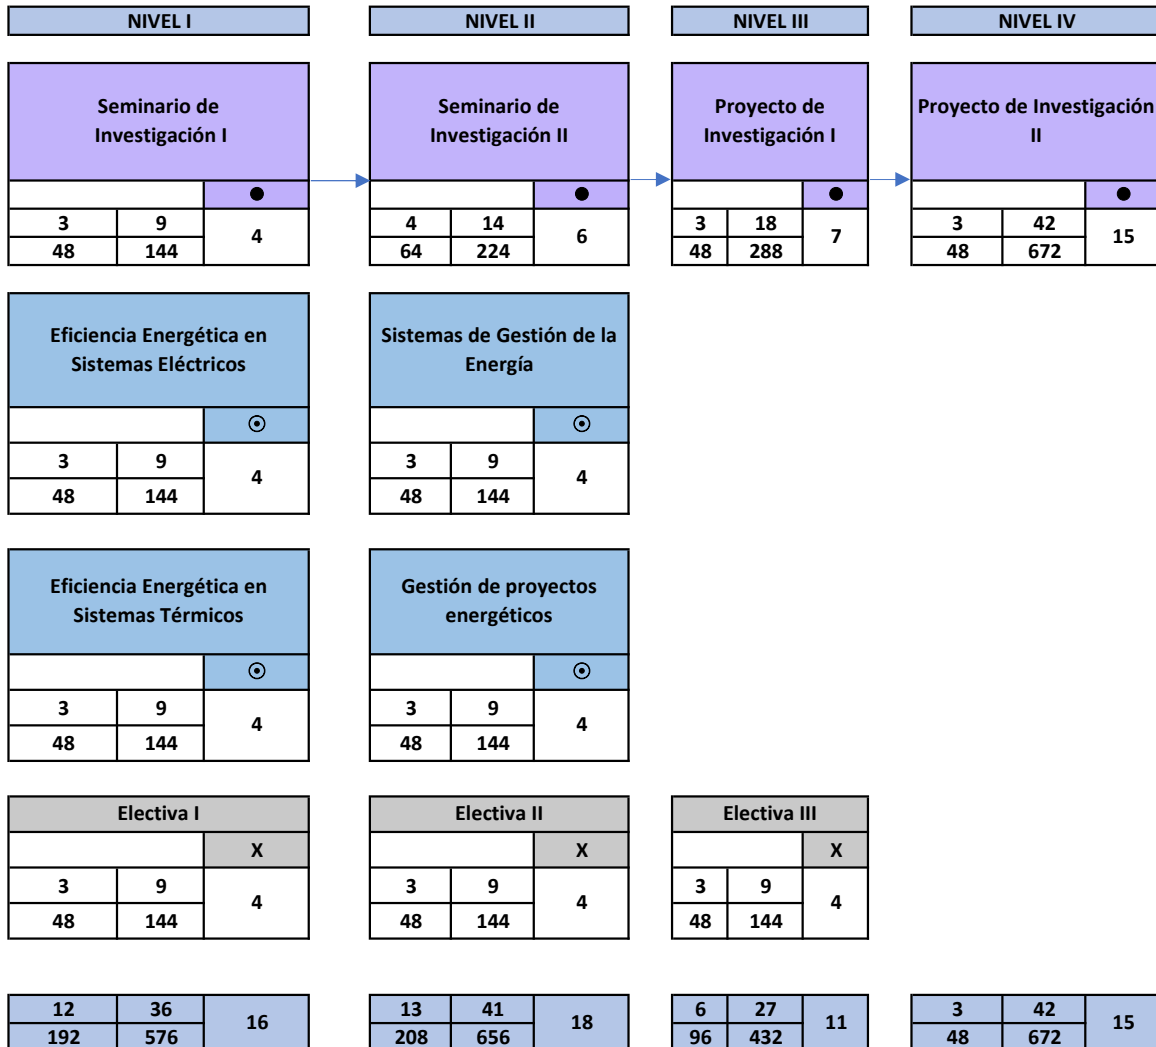 NIVEL I NIVEL II NIVEL III NIVEL IV
Seminario de Seminario de Proyecto de Proyecto de Investigación
Investigación I Investigación II Investigación I II
● ● ● ●
3 9 4 4 14 6 3 18 7 3 42 15
48 144 64 224 48 288 48 672
Eficiencia Energética en Sistemas de Gestión de la
Sistemas Eléctricos Energía
⊙ ⊙
3 9 4 3 9 4
48 144 48 144
Eficiencia Energética en Gestión de proyectos
Sistemas Térmicos energéticos
⊙ ⊙
3 9 4 3 9 4
48 144 48 144
Electiva I Electiva II Electiva III
X X X
3 9 4 3 9 4 3 9 4
48 144 48 144 48 144
12 36 16 13 41 18 6 27 11 3 42 15
192 576 208 656 96 432 48 672